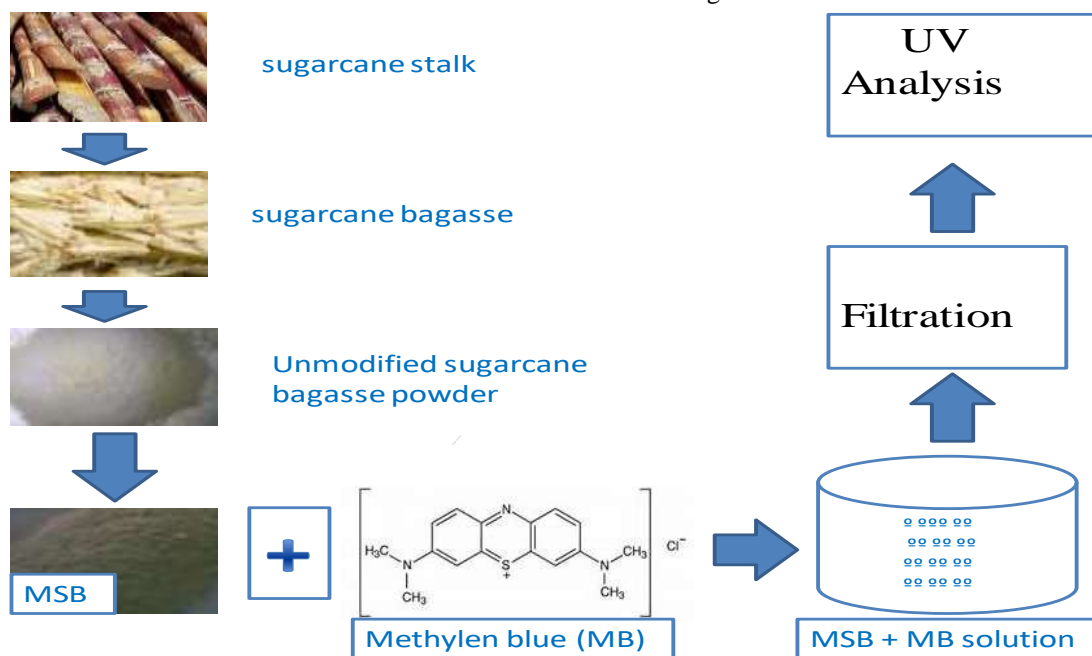 sugarcane stalk
sugarcane bagasse
Unmodified sugarcane
bagasse powder
MSB
N
H₃C
N
CH₃
S
+
CH₃
N
CH₃
Cl⁻
Methylen blue (MB)
MSB + MB solution
Filtration
UV
Analysis